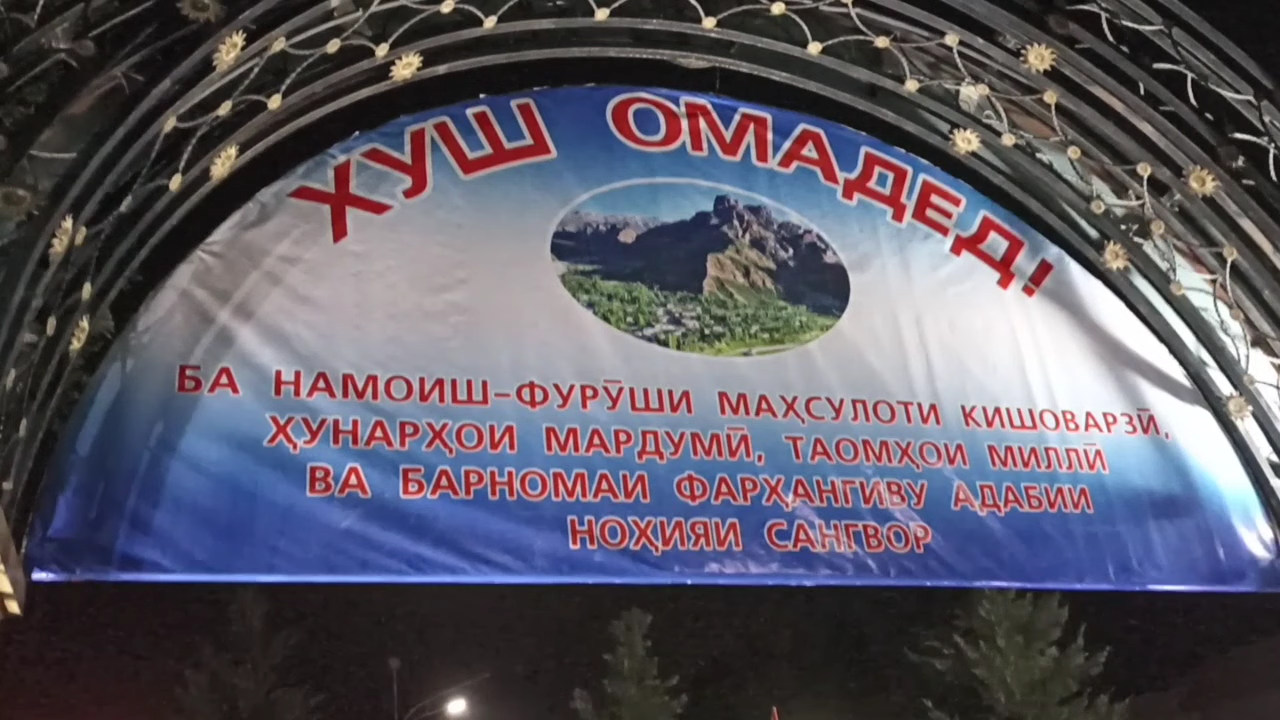 ХУШ ОМАДЕД!
БА НАМОИШ-ФУРӮШИ МАҲСУЛОТИ КИШОВАРЗӢ,
ҲУНАРҲОИ МАРДУМӢ, ТАОМҲОИ МИЛЛӢ
ВА БАРНОМАИ ФАРҲАНГИВУ АДАБИИ
НОҲИЯИ САНГВОР